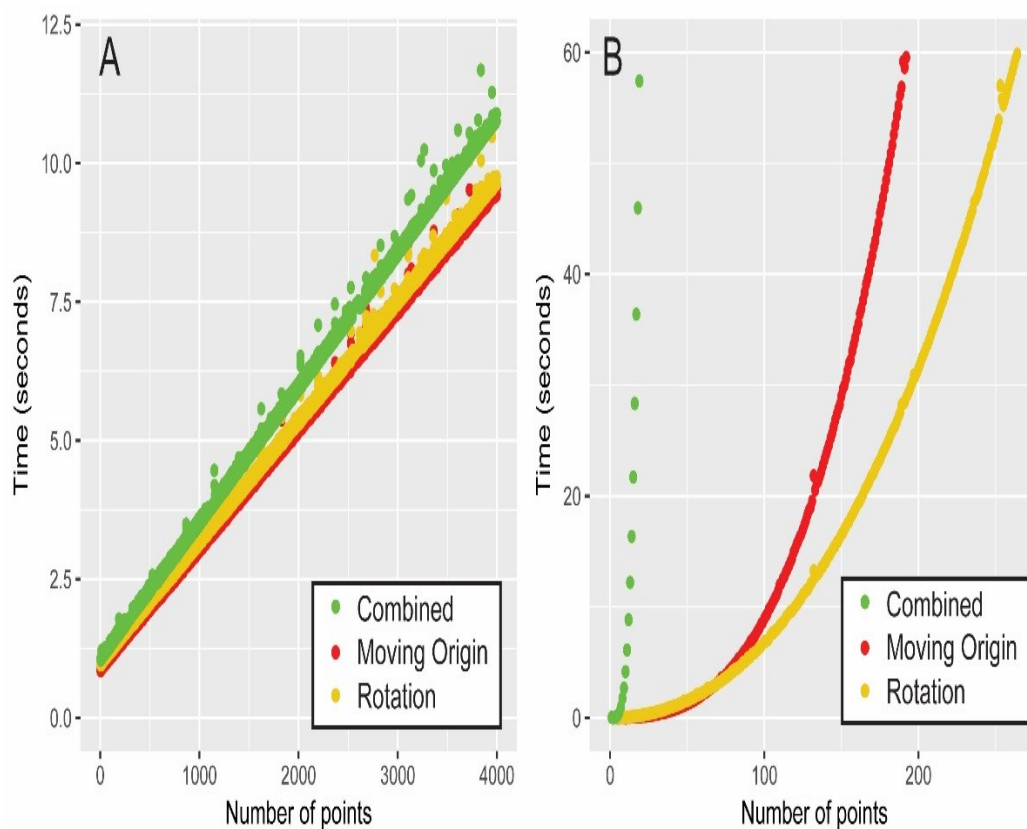 A
12.5
10.0
7.5
5.0
2.5
0.0
Time (seconds)
0
1000
2000
3000
4000
Number of points
Combined
Moving Origin
Rotation
B
60
40
20
0
Time (seconds)
0
100
200
Number of points
Combined
Moving Origin
Rotation